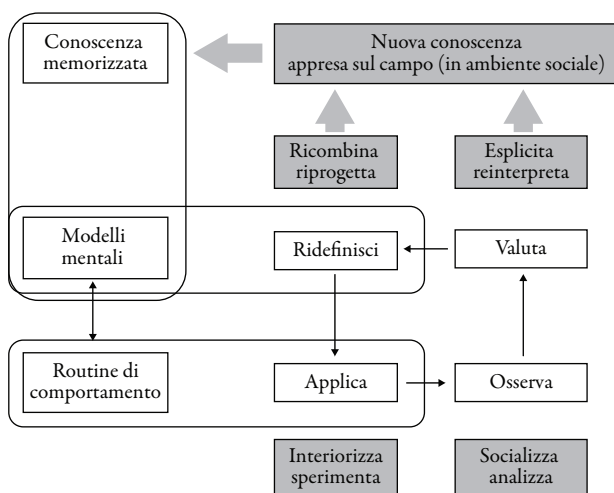 Conoscenza
memorizzata
Nuova conoscenza
appresa sul campo (in ambiente sociale)
Ricombina
riprogetta
Esplicita
reinterpreta
Modelli
mentali
Ridefinisci
Valuta
Routine di
comportamento
Applica
Osserva
Interiorizza
sperimenta
Socializza
analizza